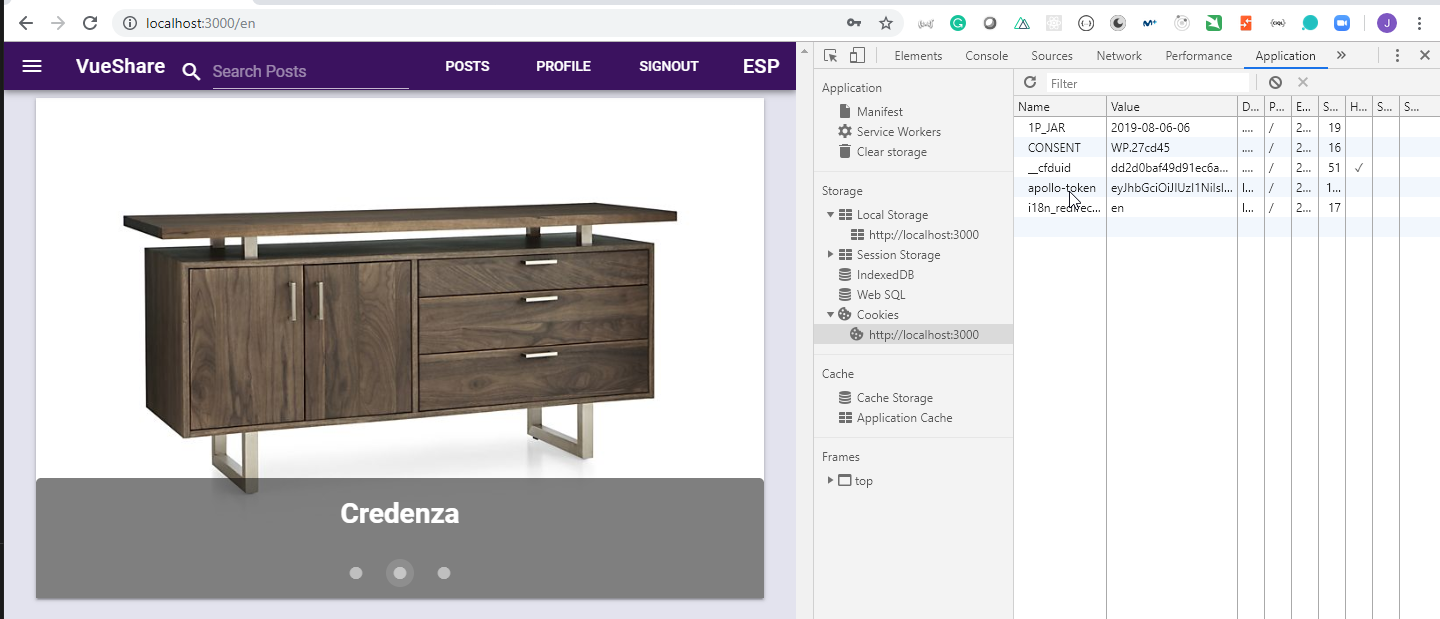 localhost:3000/en
J
VueShare Search Posts POSTS PROFILE SIGNOUT ESP
Credenza
Elements Console Sources Network Performance Application »
Application
Manifest
Service Workers
Clear storage
Storage
Local Storage
http://localhost:3000
Session Storage
IndexedDB
Web SQL
Cookies
http://localhost:3000
Cache
Cache Storage
Application Cache
Frames
top
Filter
Name Value D... P... E... S... H... S... S...
1P_JAR 2019-08-06-06 .... / 2... 19
CONSENT WP.27cd45 .... / 2... 16
__cfduid dd2d0baf49d91ec6a... .... / 2... 51 ✓
apollo-token eyJhbGciOiJIUzI1NiIsI... l... / 2... 1...
i18n_redirec... en l... / 2... 17